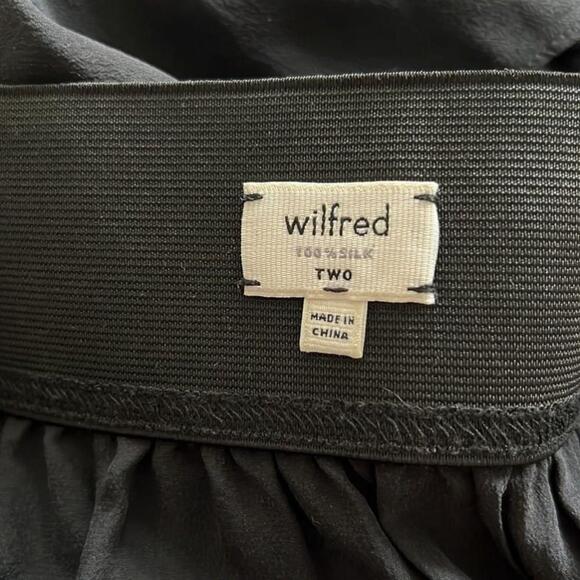 wilfred
100% SILK
TWO
MADE IN
CHINA